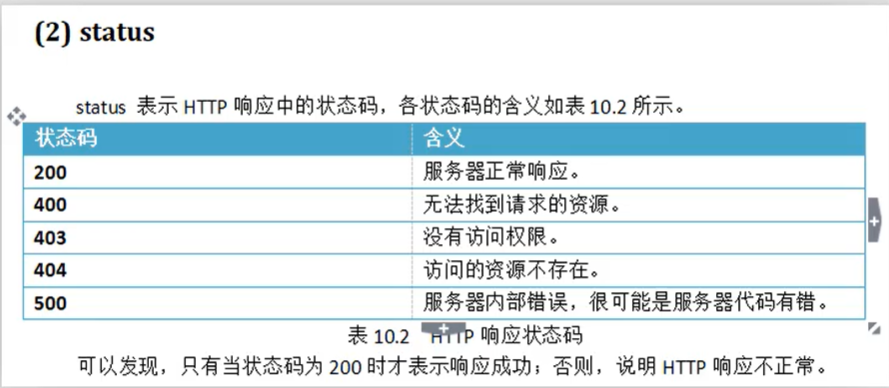 (2) status
status 表示 HTTP 响应中的状态码，各状态码的含义如表 10.2 所示。
状态码 含义
200 服务器正常响应。
400 无法找到请求的资源。
403 没有访问权限。
404 访问的资源不存在。
500 服务器内部错误，很可能是服务器代码有错。
表 10.2 HTTP 响应状态码
可以发现，只有当状态码为 200 时才表示响应成功；否则，说明 HTTP 响应不正常。